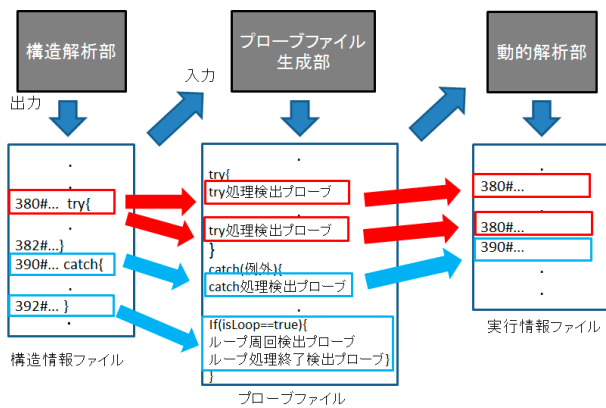 構造解析部
プローブファイル
生成部
動的解析部
出力
入力
.
.
380#... try{
.
382#...}
390#... catch{
.
392#... }
.
構造情報ファイル
.
try{
try処理検出プローブ
.
try処理検出プローブ
}
catch(例外){
catch処理検出プローブ
.
If(isLoop==true){
ループ周回検出プローブ
ループ処理終了検出プローブ}
}
プローブファイル
.
380#...
.
380#...
390#...
.
.
実行情報ファイル